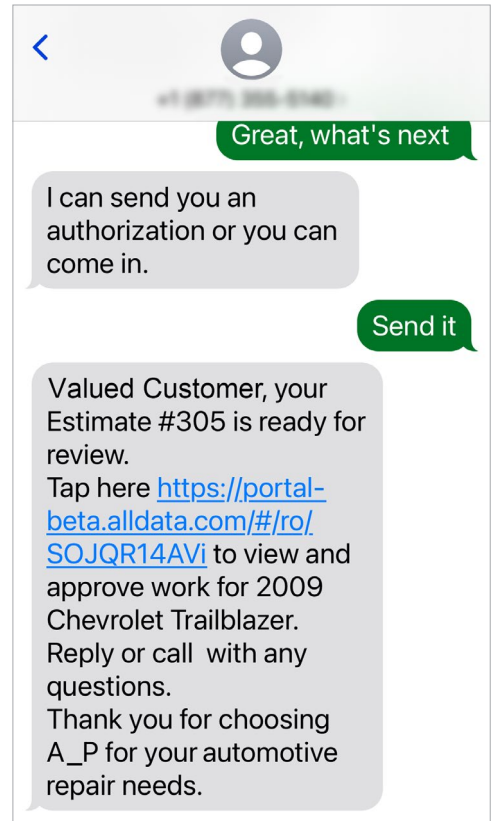 Great, what's next
I can send you an
authorization or you can
come in.
Send it
Valued Customer, your
Estimate #305 is ready for
review.
Tap here https://portal-
beta.alldata.com/#/ro/
SOJQR14AVi to view and
approve work for 2009
Chevrolet Trailblazer.
Reply or call  with any
questions.
Thank you for choosing
A_P for your automotive
repair needs.